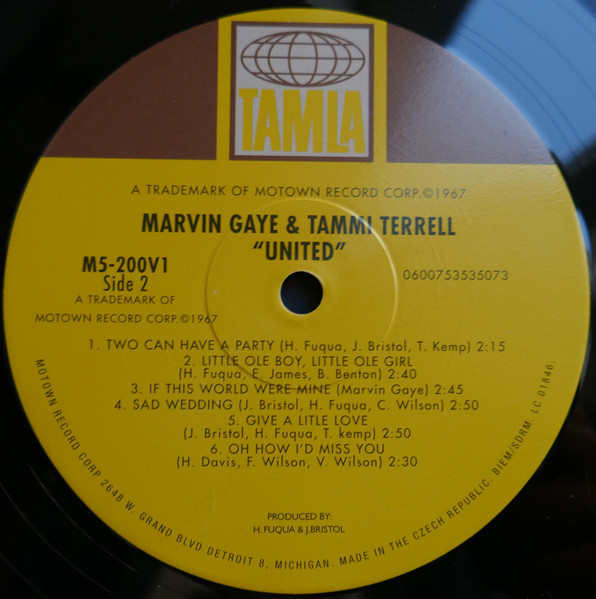 TAMLA
A TRADEMARK OF MOTOWN RECORD CORP.©1967
MARVIN GAYE & TAMMI TERRELL
"UNITED"
M5-200V1
Side 2
A TRADEMARK OF
MOTOWN RECORD CORP.©1967
0600753535073
1. TWO CAN HAVE A PARTY (H. Fuqua, J. Bristol, T. Kemp) 2:15
2. LITTLE OLE BOY, LITTLE OLE GIRL
(H. Fuqua, E. James, B. Benton) 2:40
3. IF THIS WORLD WERE MINE (Marvin Gaye) 2:45
4. SAD WEDDING (J. Bristol, H. Fuqua, C. Wilson) 2:50
5. GIVE A LITLE LOVE
(J. Bristol, H. Fuqua, T. kemp) 2:50
6. OH HOW I'D MISS YOU
(H. Davis, F. Wilson, V. Wilson) 2:30
PRODUCED BY:
H. FUQUA & J.BRISTOL
MOTOWN RECORD CORP 2648 W. GRAND BLVD DETROIT 8, MICHIGAN. MADE IN THE CZECH REPUBLIC. BIEM/SDRM. LC 01846.